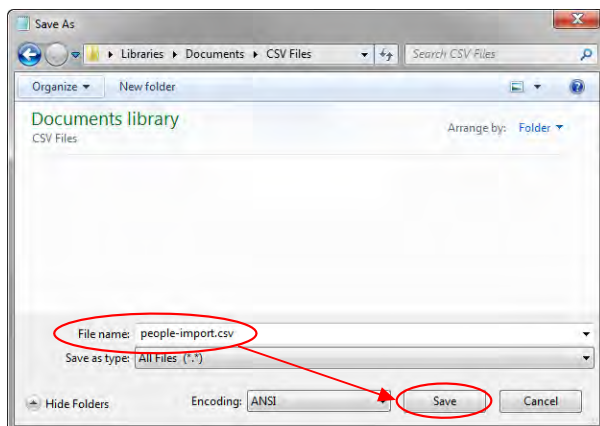 Save As
Libraries ▸ Documents ▸ CSV Files
Search CSV Files
Organize
New folder
Documents library
CSV Files
Arrange by: Folder
File name: people-import.csv
Save as type: All Files (*.*)
Hide Folders
Encoding: ANSI
Save
Cancel